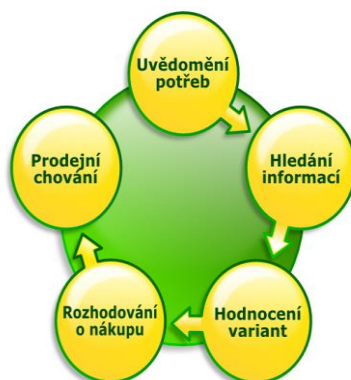 Uvědomění
potřeb
Hledání
informací
Hodnocení
variant
Rozhodování
o nákupu
Prodejní
chování